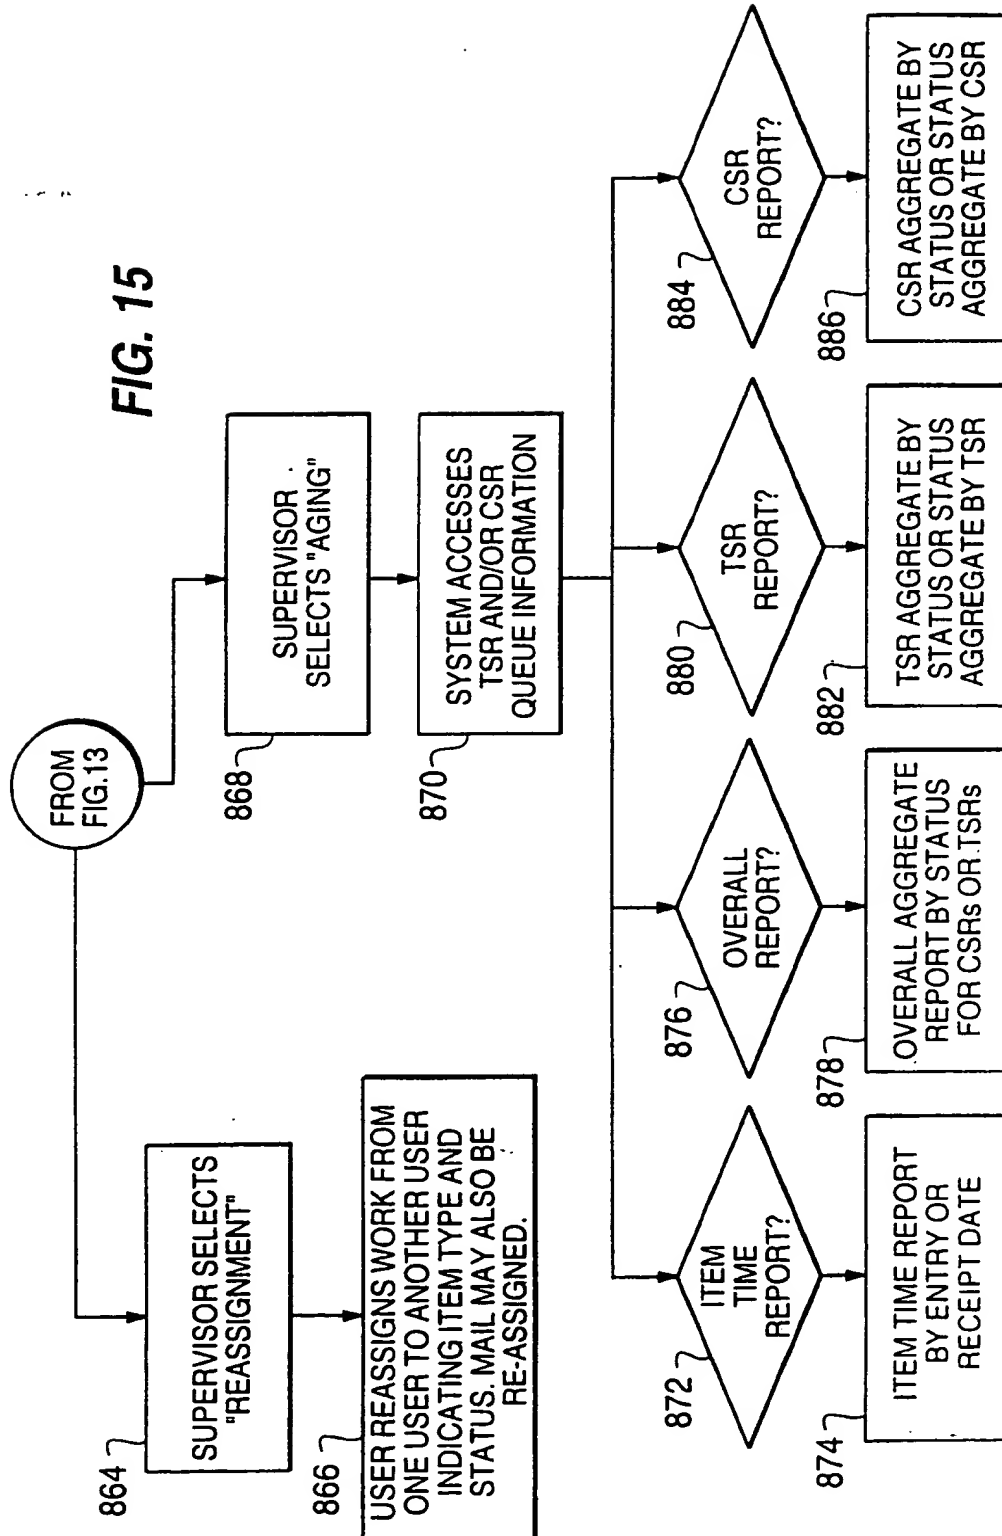 FIG. 15
FROM
FIG.13
864
SUPERVISOR SELECTS
"REASSIGNMENT"
866
USER REASSIGNS WORK FROM
ONE USER TO ANOTHER USER
INDICATING ITEM TYPE AND
STATUS. MAIL MAY ALSO BE
RE-ASSIGNED.
868
SUPERVISOR
SELECTS "AGING"
870
SYSTEM ACCESSES
TSR AND/OR CSR
QUEUE INFORMATION
872
ITEM
TIME
REPORT?
874
ITEM TIME REPORT
BY ENTRY OR
RECEIPT DATE
876
OVERALL
REPORT?
878
OVERALL AGGREGATE
REPORT BY STATUS
FOR CSRs OR TSRs
880
TSR
REPORT?
882
TSR AGGREGATE BY
STATUS OR STATUS
AGGREGATE BY TSR
884
CSR
REPORT?
886
CSR AGGREGATE BY
STATUS OR STATUS
AGGREGATE BY CSR